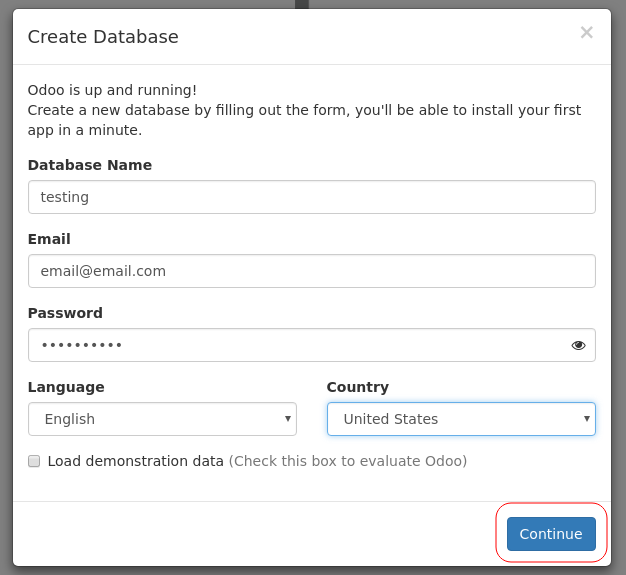 Create Database
×
Odoo is up and running!
Create a new database by filling out the form, you'll be able to install your first
app in a minute.
Database Name
testing
Email
email@email.com
Password
••••••••••
Language
Country
English
United States
Load demonstration data (Check this box to evaluate Odoo)
Continue